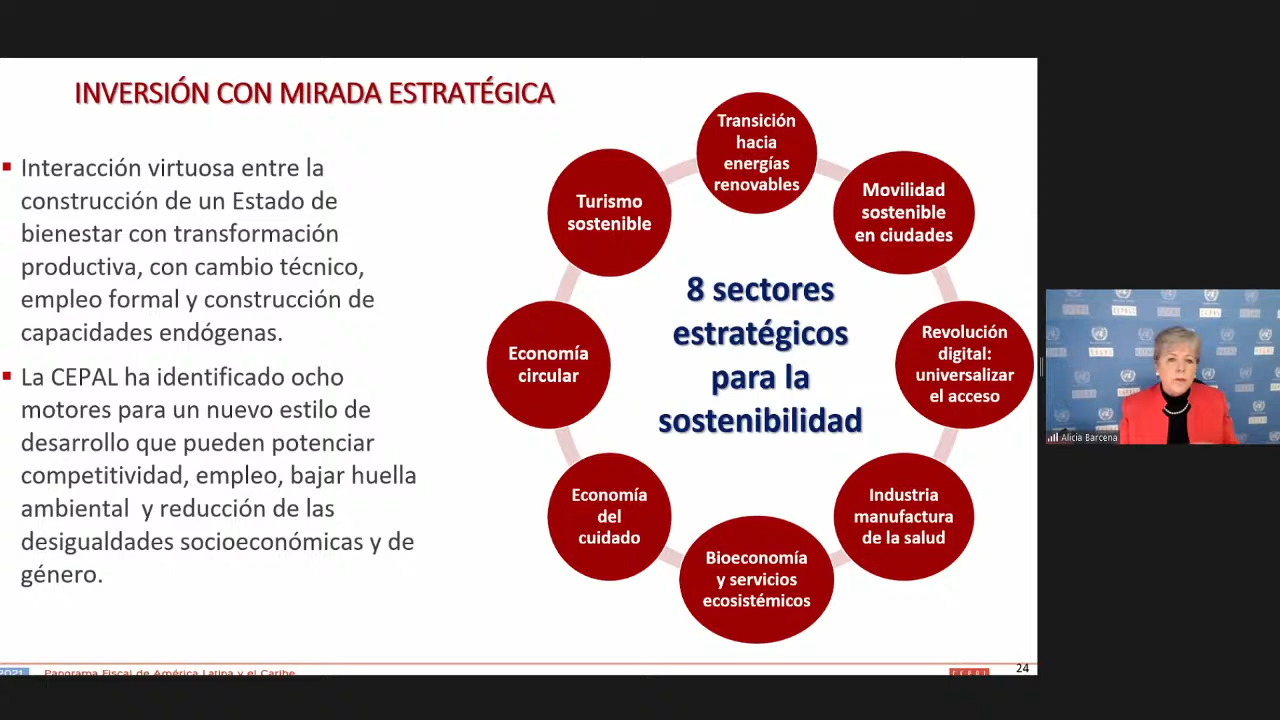 INVERSIÓN CON MIRADA ESTRATÉGICA
Interacción virtuosa entre la
construcción de un Estado de
bienestar con transformación
productiva, con cambio técnico,
empleo formal y construcción de
capacidades endógenas.
La CEPAL ha identificado ocho
motores para un nuevo estilo de
desarrollo que pueden potenciar
competitividad, empleo, bajar huella
ambiental y reducción de las
desigualdades socioeconómicas y de
género.
Transición
hacia
energías
renovables
Movilidad
sostenible
en ciudades
Revolución
digital:
universalizar
el acceso
Industria
manufactura
de la salud
Bioeconomía
y servicios
ecosistémicos
Economía
del
cuidado
Economía
circular
Turismo
sostenible
8 sectores
estratégicos
para la
sostenibilidad
2021
Panorama Fiscal de América Latina y el Caribe
CEPAL
24
Alicia Barcena